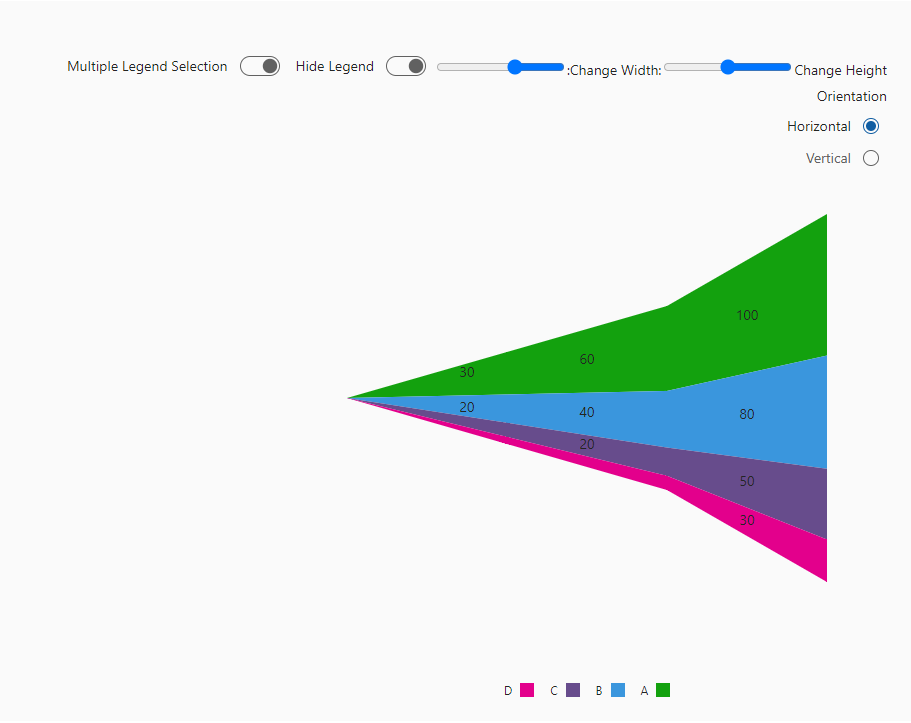 Multiple Legend Selection Hide Legend :Change Width: Change Height
Orientation
Horizontal
Vertical
100
60
30
20
40
80
20
50
30
D C B A